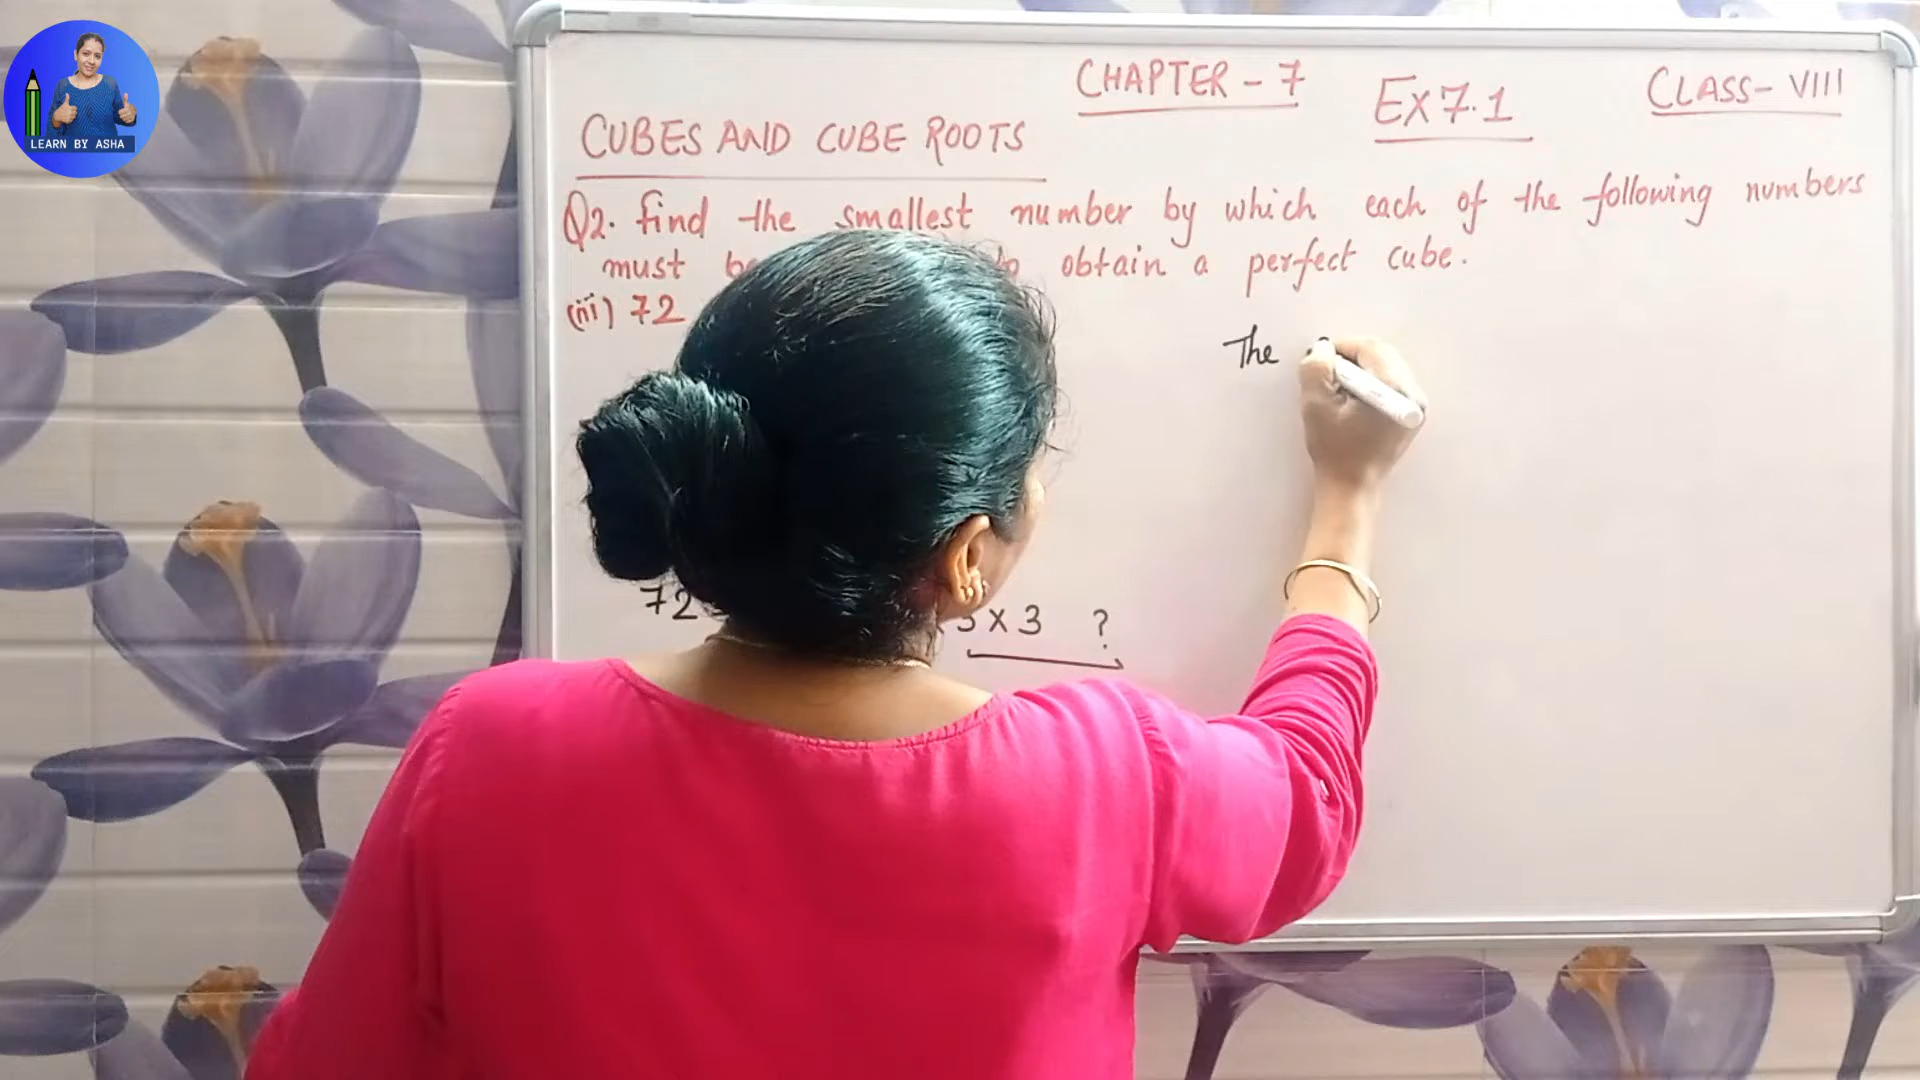 LEARN BY ASHA
CHAPTER - 7
EX 7.1
CLASS - VIII
CUBES AND CUBE ROOTS
Q2. find the smallest number by which each of the following numbers
must obtain a perfect cube.
(iii) 72
The
72 3 x 3 ?